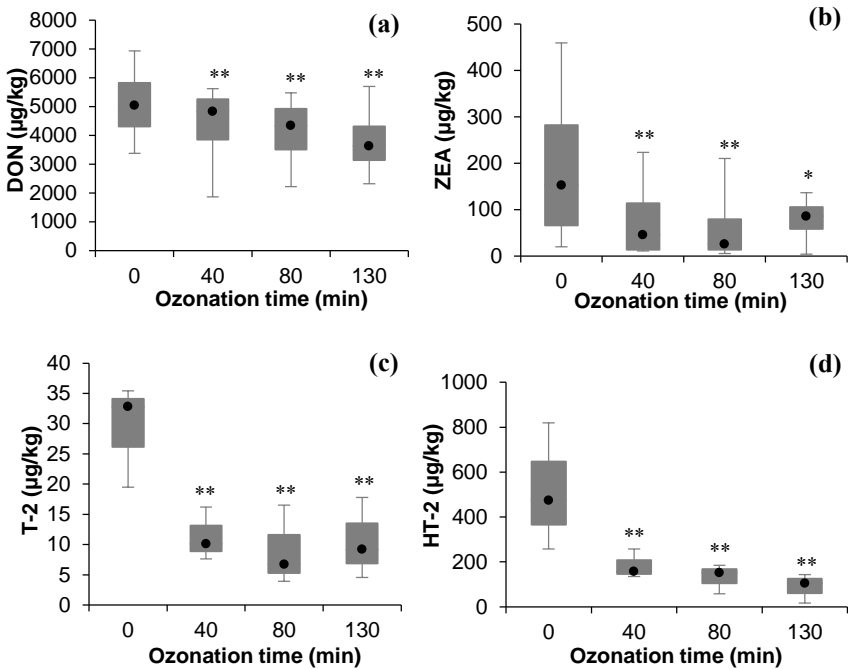 (a)
DON (µg/kg)
8000
7000
6000
5000
4000
3000
2000
1000
0
** ** **
0 40 80 130
Ozonation time (min)
(b)
ZEA (µg/kg)
500
400
300
200
100
0
** ** *
0 40 80 130
Ozonation time (min)
(c)
T-2 (µg/kg)
40
35
30
25
20
15
10
5
0
** ** **
0 40 80 130
Ozonation time (min)
(d)
HT-2 (µg/kg)
1000
800
600
400
200
0
** ** **
0 40 80 130
Ozonation time (min)